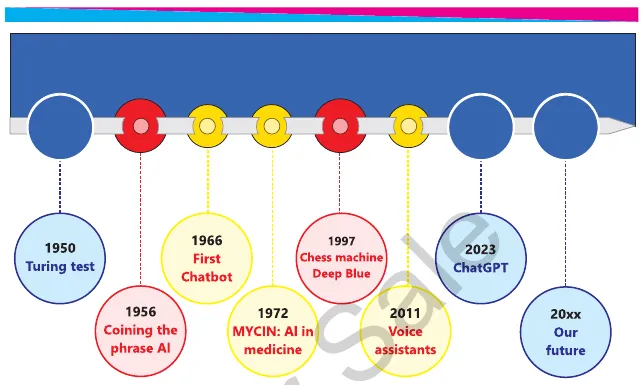 1950
Turing test
1956
Coining the
phrase AI
1966
First
Chatbot
1972
MYCIN: AI in
medicine
1997
Chess machine
Deep Blue
2011
Voice
assistants
2023
ChatGPT
20xx
Our
future
Sale